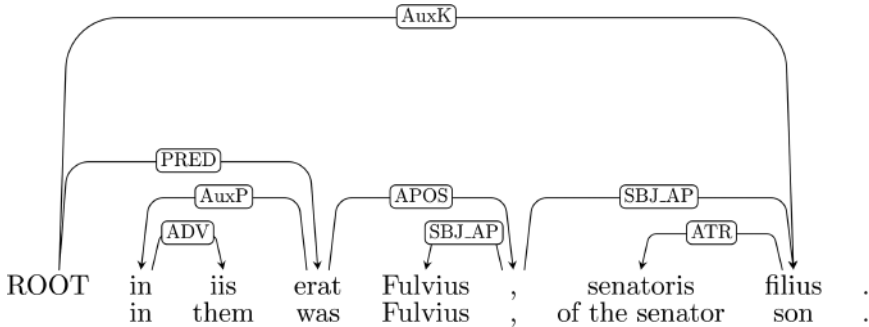 AuxK
PRED
AuxP APOS SBJ_AP
ADV SBJ_AP ATR
ROOT in iis erat Fulvius , senatoris filius .
in them was Fulvius , of the senator son .